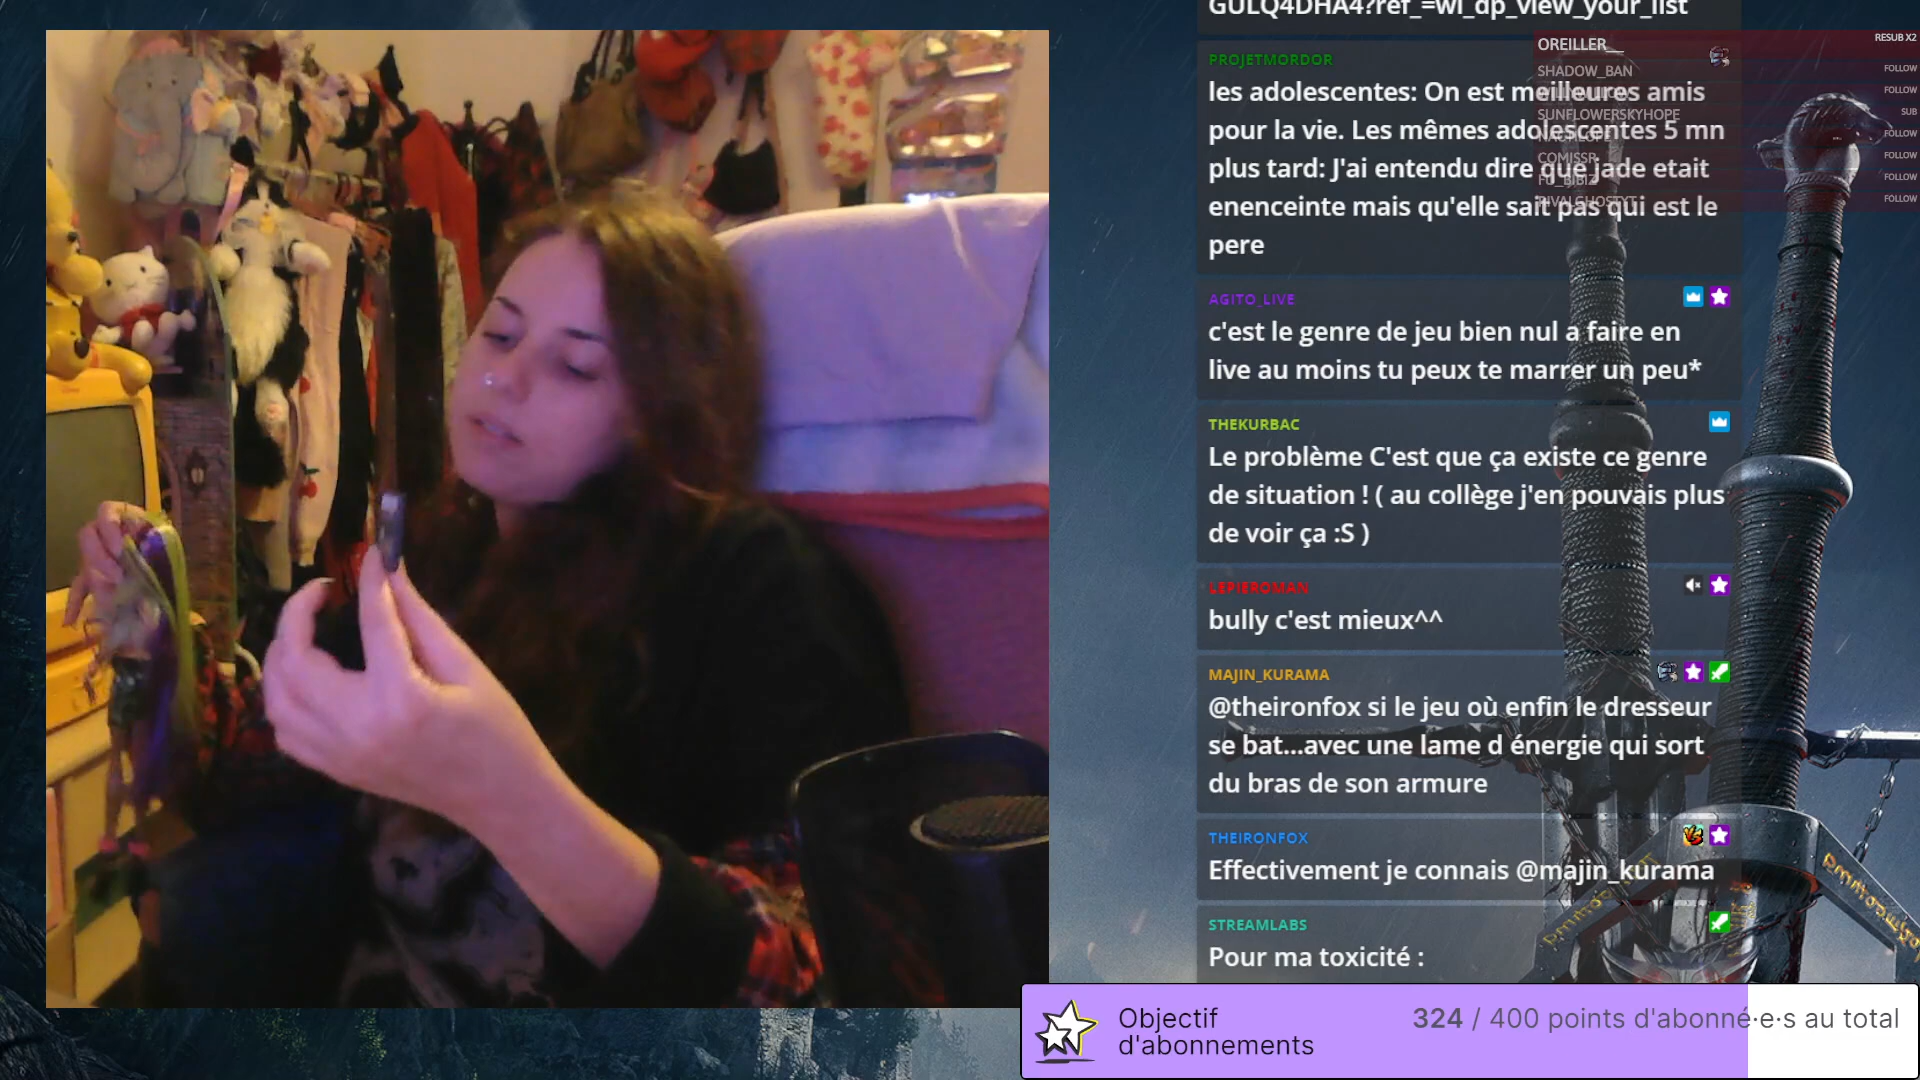 GULQ4DHA4?ref_=wl_dp_view_your_list
PROJETMORDOR
les adolescentes: On est meilleures amis
pour la vie. Les mêmes adolescentes 5 mn
plus tard: J'ai entendu dire que jade etait
enenceinte mais qu'elle sait pas qui est le
pere
OREILLER__ RESUB X2
SHADOW_BAN FOLLOW
FOLLOW
SUNFLOWERSKYHOPE SUB
FOLLOW
COMISSR_ FOLLOW
FOLLOW
RIVALGHOSTYT FOLLOW
AGITO_LIVE
c'est le genre de jeu bien nul a faire en
live au moins tu peux te marrer un peu*
THEKURBAC
Le problème C'est que ça existe ce genre
de situation ! ( au collège j'en pouvais plus
de voir ça :S )
LEPIEROMAN
bully c'est mieux^^
MAJIN_KURAMA
@theironfox si le jeu où enfin le dresseur
se bat...avec une lame d énergie qui sort
du bras de son armure
THEIRONFOX
Effectivement je connais @majin_kurama
STREAMLABS
Pour ma toxicité :
Objectif
d'abonnements
324 / 400 points d'abonné·e·s au total